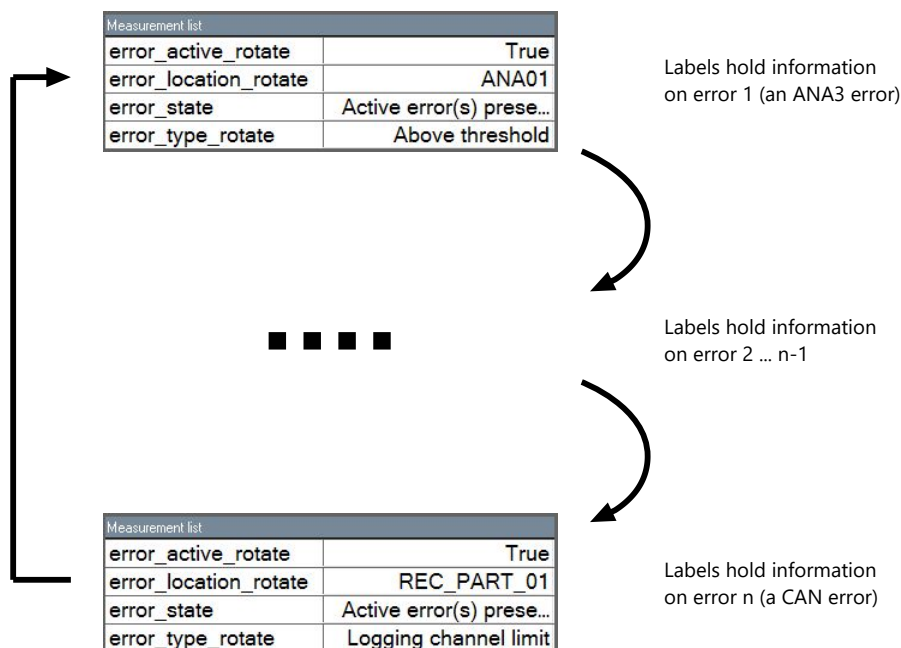 Measurement list
error_active_rotate True
error_location_rotate ANA01
error_state Active error(s) prese...
error_type_rotate Above threshold
Labels hold information
on error 1 (an ANA3 error)
Labels hold information
on error 2 ... n-1
Measurement list
error_active_rotate True
error_location_rotate REC_PART_01
error_state Active error(s) prese...
error_type_rotate Logging channel limit
Labels hold information
on error n (a CAN error)